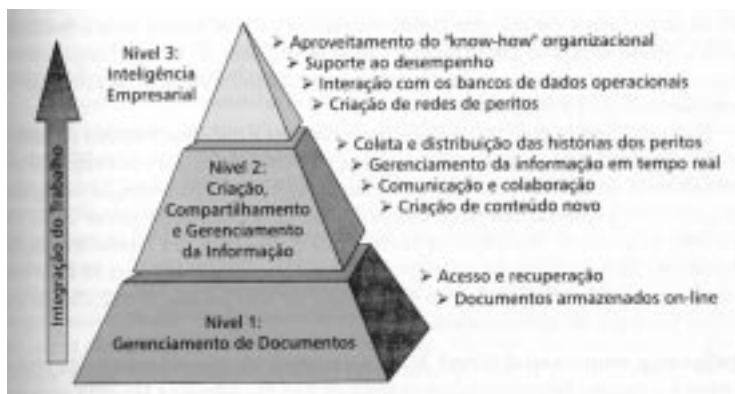 Nível 3:
Inteligência
Empresarial
➢ Aproveitamento do "know-how" organizacional
➢ Suporte ao desempenho
➢ Interação com os bancos de dados operacionais
➢ Criação de redes de peritos
Nível 2:
Criação,
Compartilhamento
e Gerenciamento
da Informação
➢ Coleta e distribuição das histórias dos peritos
➢ Gerenciamento da informação em tempo real
➢ Comunicação e colaboração
➢ Criação de conteúdo novo
Nível 1:
Gerenciamento de Documentos
➢ Acesso e recuperação
➢ Documentos armazenados on-line
Integração do Trabalho